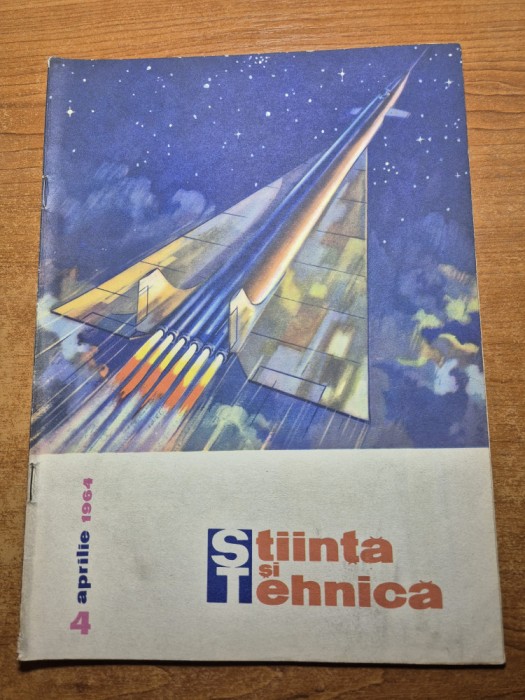 Știința
și
Tehnică
4 aprilie 1964